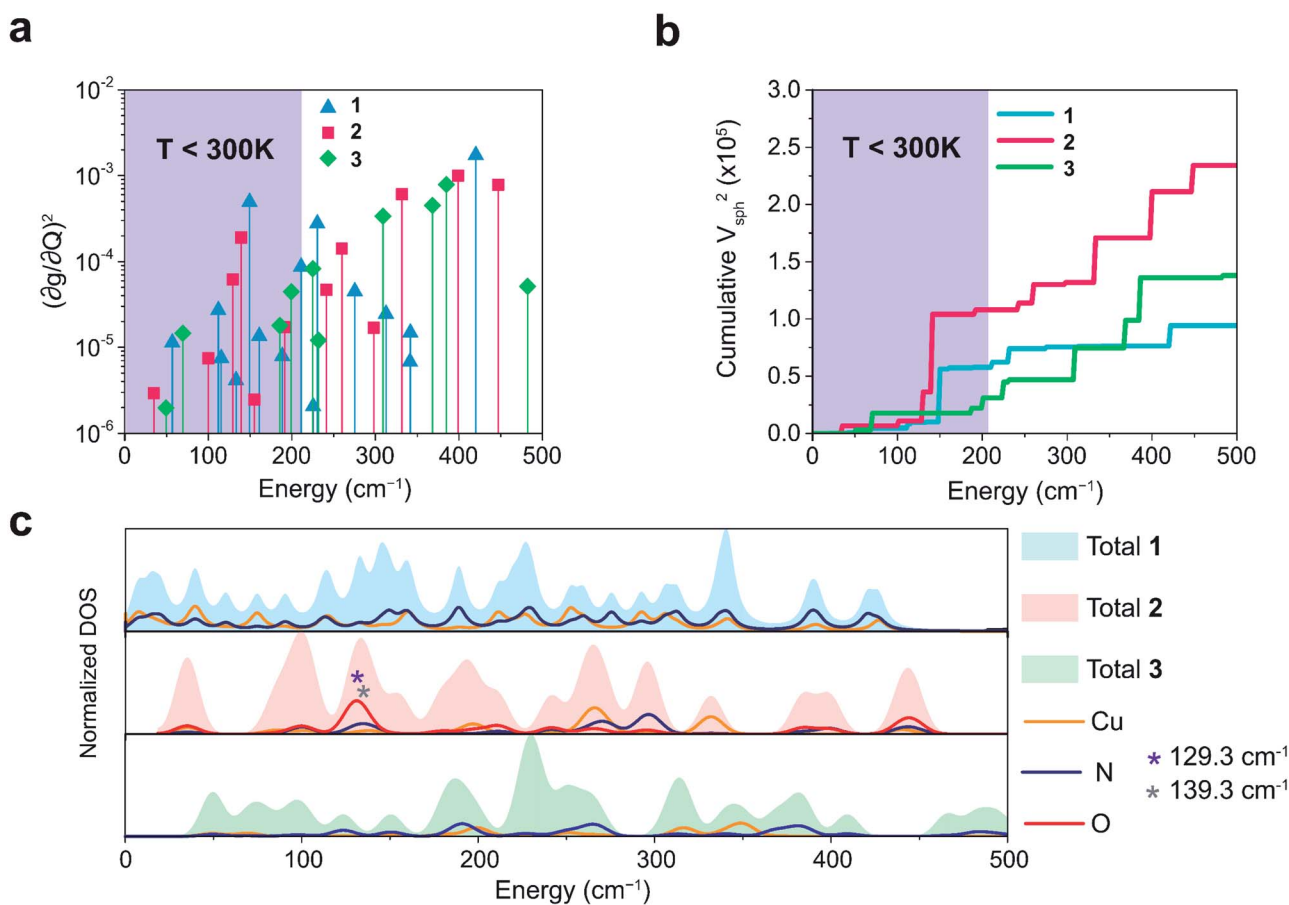 a
10⁻²
10⁻³
10⁻⁴
10⁻⁵
10⁻⁶
(∂g/∂Q)²
T < 300K
1
2
3
0 100 200 300 400 500
Energy (cm⁻¹)
b
3.0
2.5
2.0
1.5
1.0
0.5
0.0
Cumulative Vsph² (x10⁵)
T < 300K
1
2
3
0 100 200 300 400 500
Energy (cm⁻¹)
c
Normalized DOS
* *
0 100 200 300 400 500
Energy (cm⁻¹)
Total 1
Total 2
Total 3
Cu
N
O
* 129.3 cm⁻¹
* 139.3 cm⁻¹